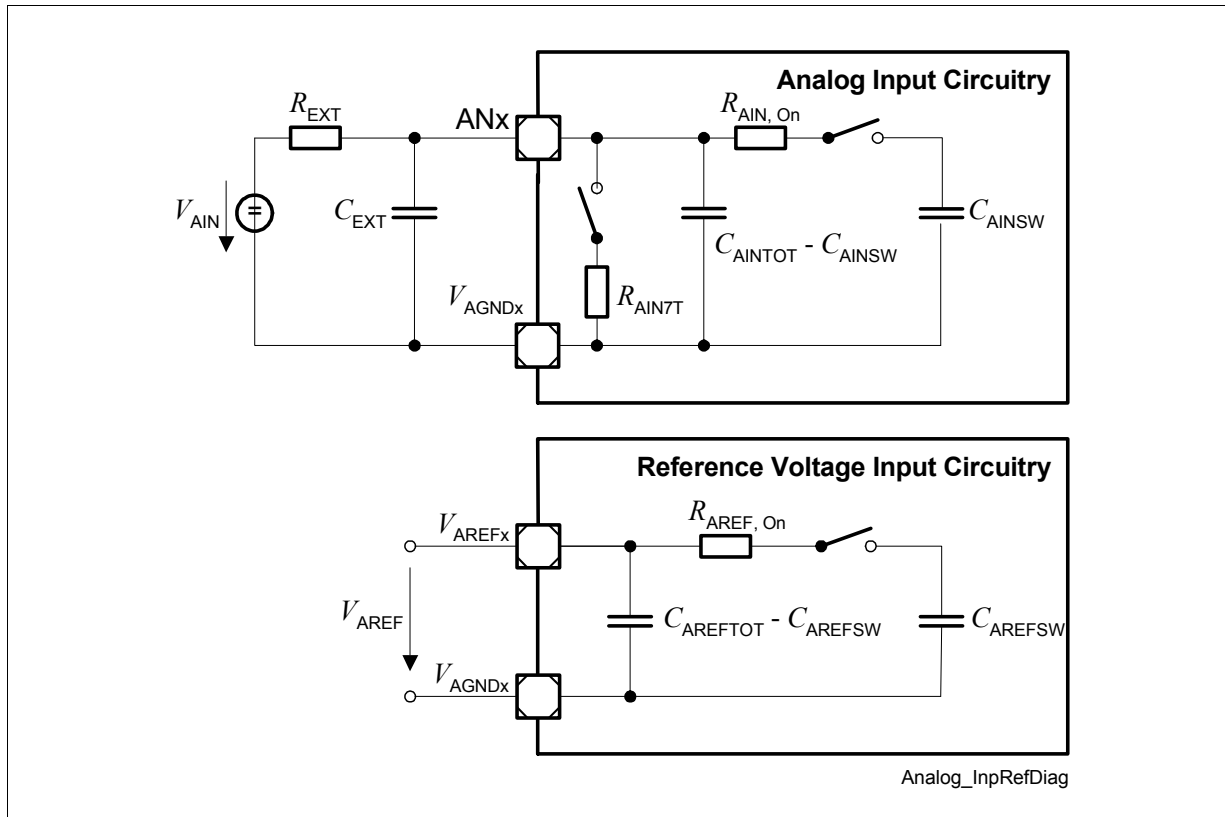 Analog Input Circuitry
R_EXT
ANx
R_AIN, On
V_AIN
C_EXT
C_AINSW
C_AINTOT - C_AINSW
V_AGNDx
R_AIN7T
Reference Voltage Input Circuitry
V_AREFx
R_AREF, On
V_AREF
C_AREFTOT - C_AREFSW
C_AREFSW
V_AGNDx
Analog_InpRefDiag